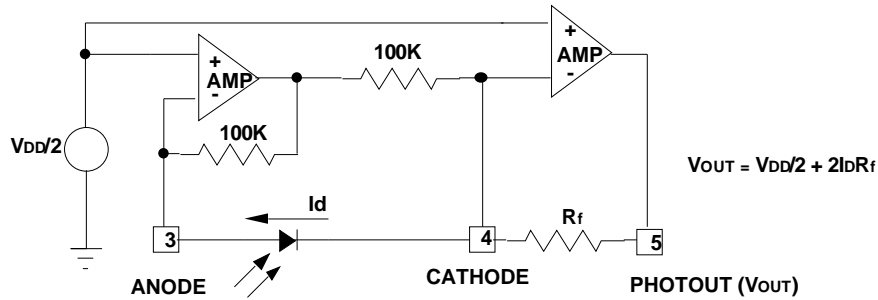 +
AMP
-
100K
+
AMP
-
100K
VDD/2
VOUT = VDD/2 + 2IDRf
Id
Rf
3
4
5
ANODE
CATHODE
PHOTOUT (VOUT)